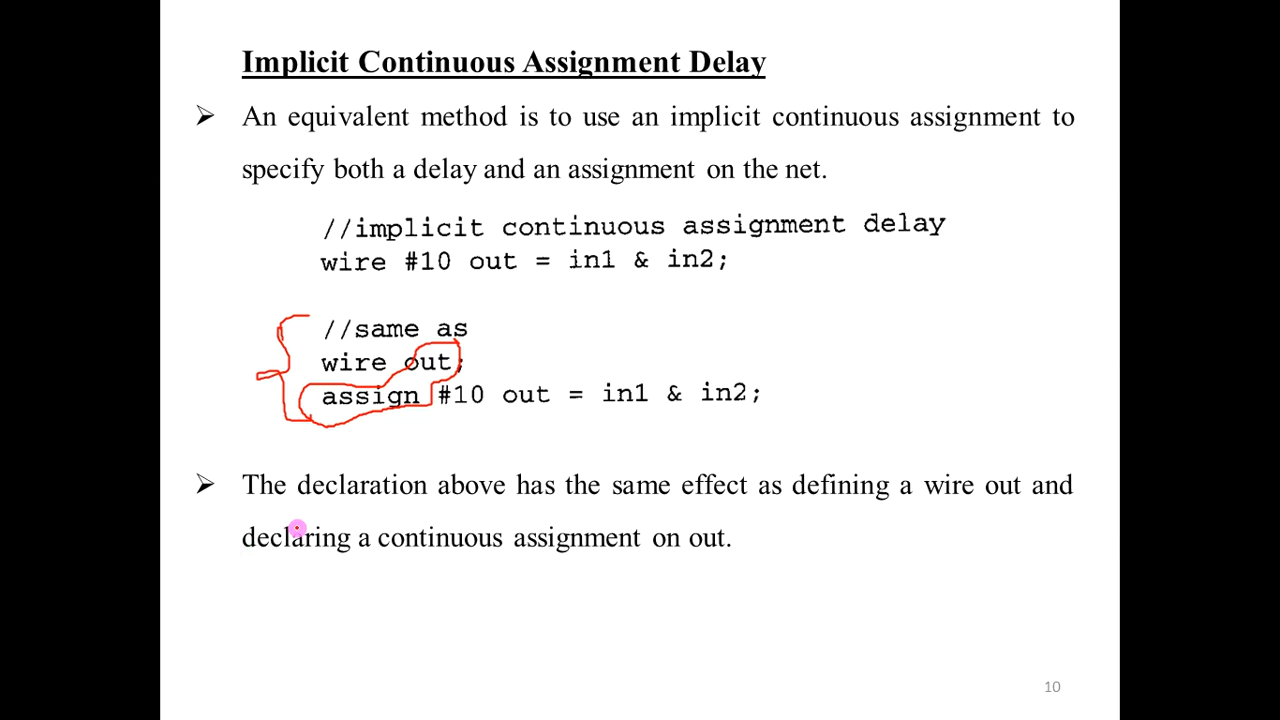 Implicit Continuous Assignment Delay
➢ An equivalent method is to use an implicit continuous assignment to
specify both a delay and an assignment on the net.
//implicit continuous assignment delay
wire #10 out = in1 & in2;
//same as
wire out;
assign #10 out = in1 & in2;
➢ The declaration above has the same effect as defining a wire out and
declaring a continuous assignment on out.
10